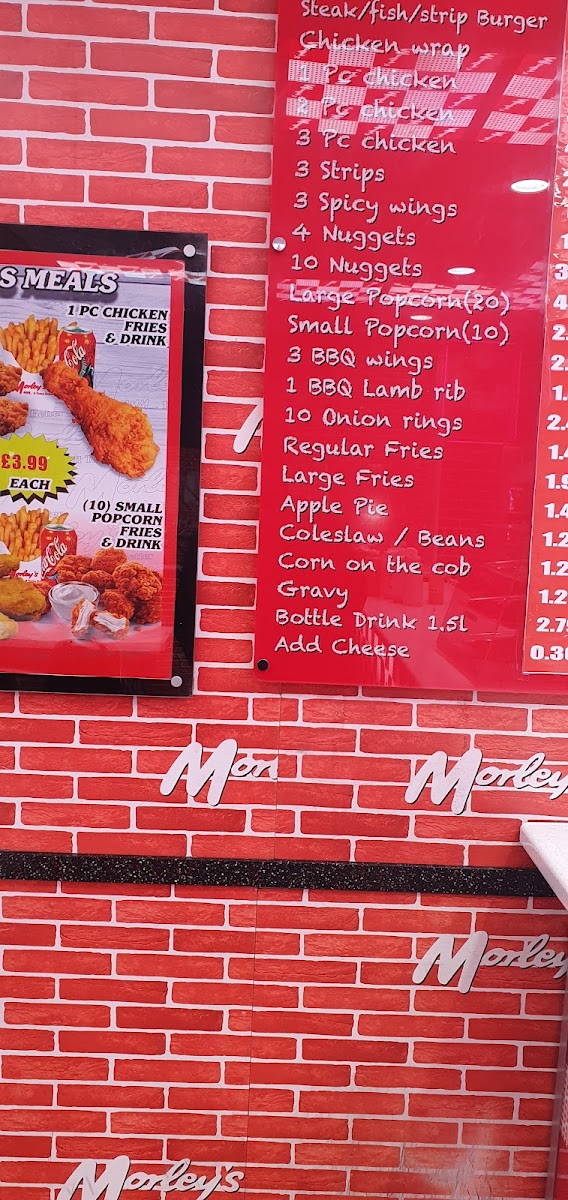 S MEALS
1 PC CHICKEN
FRIES
& DRINK
£3.99
EACH
(10) SMALL
POPCORN
FRIES
& DRINK
Steak/fish/strip Burger
Chicken wrap
1 Pc chicken
2 Pc chicken
3 Pc chicken
3 Strips
3 Spicy wings
4 Nuggets
10 Nuggets
Large Popcorn(20)
Small Popcorn(10)
3 BBQ wings
1 BBQ Lamb rib
10 Onion rings
Regular Fries
Large Fries
Apple Pie
Coleslaw / Beans
Corn on the cob
Gravy
Bottle Drink 1.5l
Add Cheese
Morley's